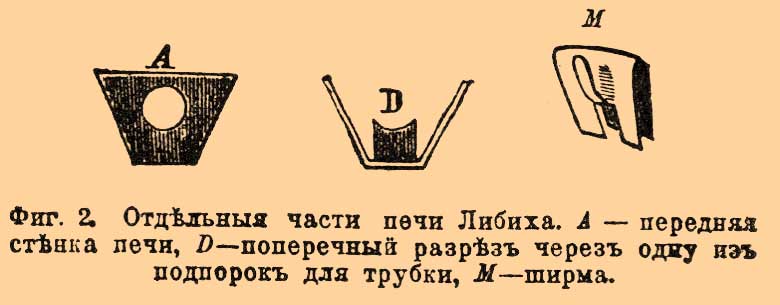 A
D
M
Фиг. 2. Отдѣльныя части печи Либиха. A — передняя
стѣнка печи, D—поперечный разрѣзъ черезъ одну изъ
подпорокъ для трубки, M—ширма.